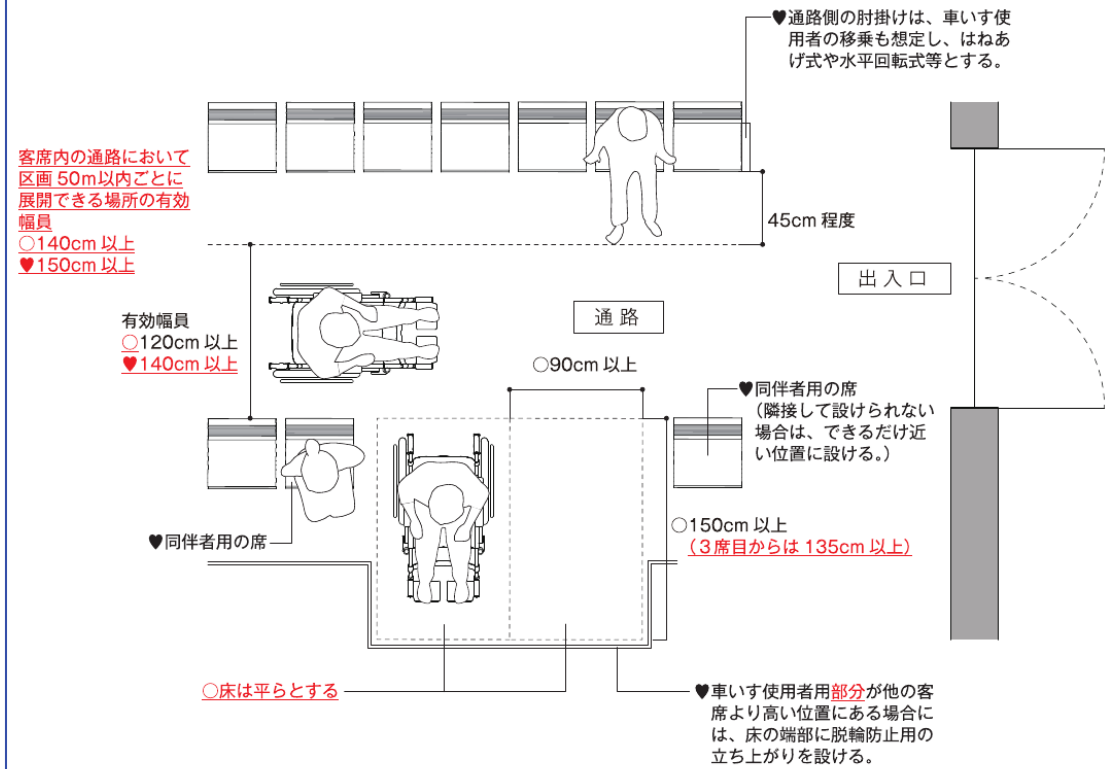 ♥通路側の肘掛けは、車いす使
用者の移乗も想定し、はねあ
げ式や水平回転式等とする。
客席内の通路において
区画 50m以内ごとに
展開できる場所の有効
幅員
○140cm 以上
♥150cm 以上
45cm 程度
出入口
通路
有効幅員
○120cm 以上
♥140cm 以上
○90cm 以上
♥同伴者用の席
(隣接して設けられない
場合は、できるだけ近
い位置に設ける。)
♥同伴者用の席
○150cm 以上
(3席目からは 135cm 以上)
○床は平らとする
♥車いす使用者用部分が他の客
席より高い位置にある場合に
は、床の端部に脱輪防止用の
立ち上がりを設ける。